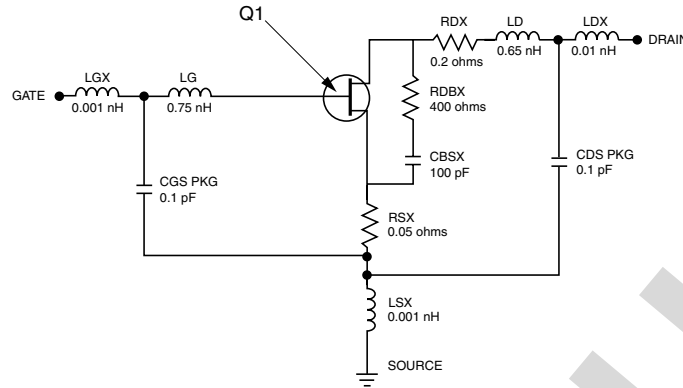 Q1
RDX
0.2 ohms
LD
0.65 nH
LDX
0.01 nH
DRAIN
GATE
LGX
0.001 nH
LG
0.75 nH
RDBX
400 ohms
CBSX
100 pF
CGS PKG
0.1 pF
CDS PKG
0.1 pF
RSX
0.05 ohms
LSX
0.001 nH
SOURCE